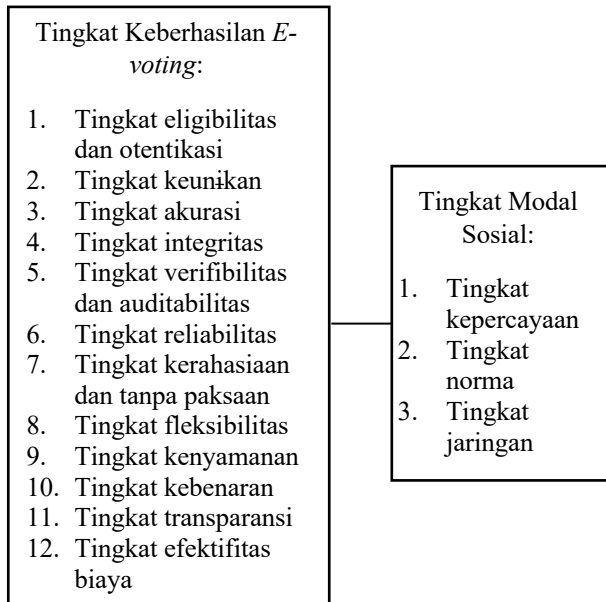 Tingkat Keberhasilan E-
voting:
1. Tingkat eligibilitas
dan otentikasi
2. Tingkat keunikan
3. Tingkat akurasi
4. Tingkat integritas
5. Tingkat verifibilitas
dan auditabilitas
6. Tingkat reliabilitas
7. Tingkat kerahasiaan
dan tanpa paksaan
8. Tingkat fleksibilitas
9. Tingkat kenyamanan
10. Tingkat kebenaran
11. Tingkat transparansi
12. Tingkat efektifitas
biaya
Tingkat Modal
Sosial:
1. Tingkat
kepercayaan
2. Tingkat
norma
3. Tingkat
jaringan